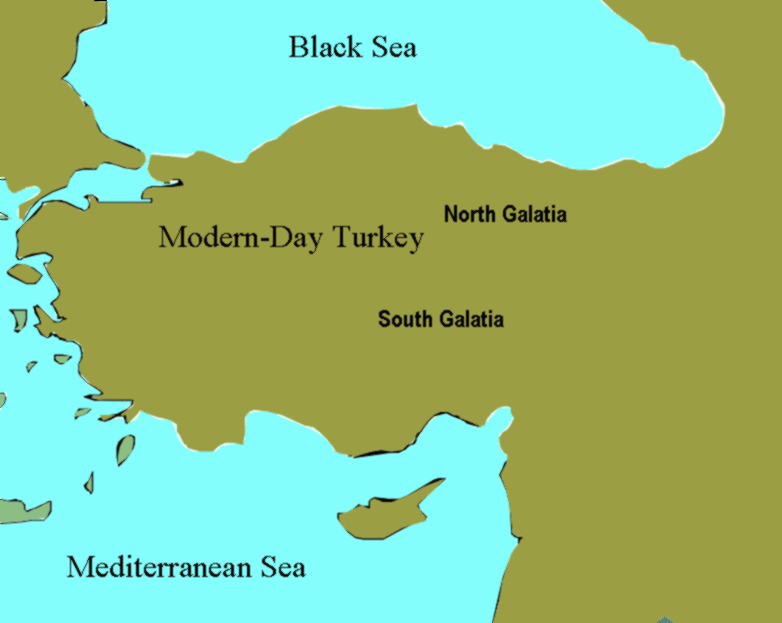 Black Sea
North Galatia
Modern-Day Turkey
South Galatia
Mediterranean Sea